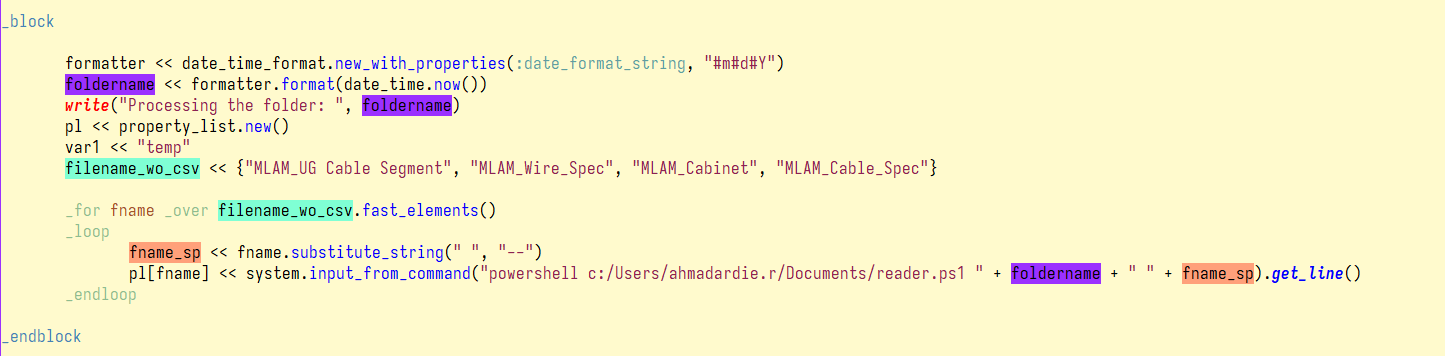 _block
formatter << date_time_format.new_with_properties(:date_format_string, "#m#d#Y")
foldername << formatter.format(date_time.now())
write("Processing the folder: ", foldername)
pl << property_list.new()
var1 << "temp"
filename_wo_csv << {"MLAM_UG Cable Segment", "MLAM_Wire_Spec", "MLAM_Cabinet", "MLAM_Cable_Spec"}
_for fname _over filename_wo_csv.fast_elements()
_loop
fname_sp << fname.substitute_string(" ", "--")
pl[fname] << system.input_from_command("powershell c:/Users/ahmadardie.r/Documents/reader.ps1 " + foldername + " " + fname_sp).get_line()
_endloop
_endblock